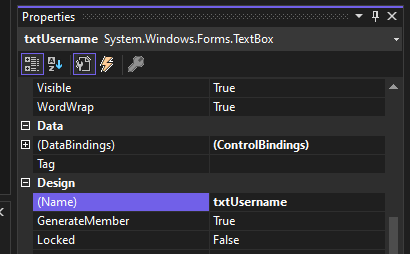 Properties
txtUsername System.Windows.Forms.TextBox
Visible True
WordWrap True
Data
(DataBindings) (ControlBindings)
Tag
Design
(Name) txtUsername
GenerateMember True
Locked False